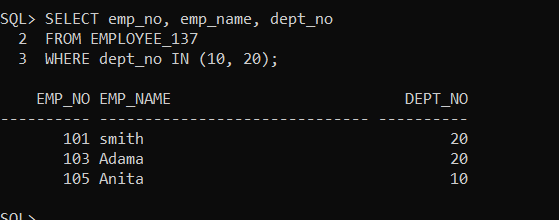 SQL> SELECT emp_no, emp_name, dept_no
  2  FROM EMPLOYEE_137
  3  WHERE dept_no IN (10, 20);
    EMP_NO EMP_NAME                          DEPT_NO
---------- ------------------------------ ----------
       101 smith                                  20
       103 Adama                                  20
       105 Anita                                  10
SQL>